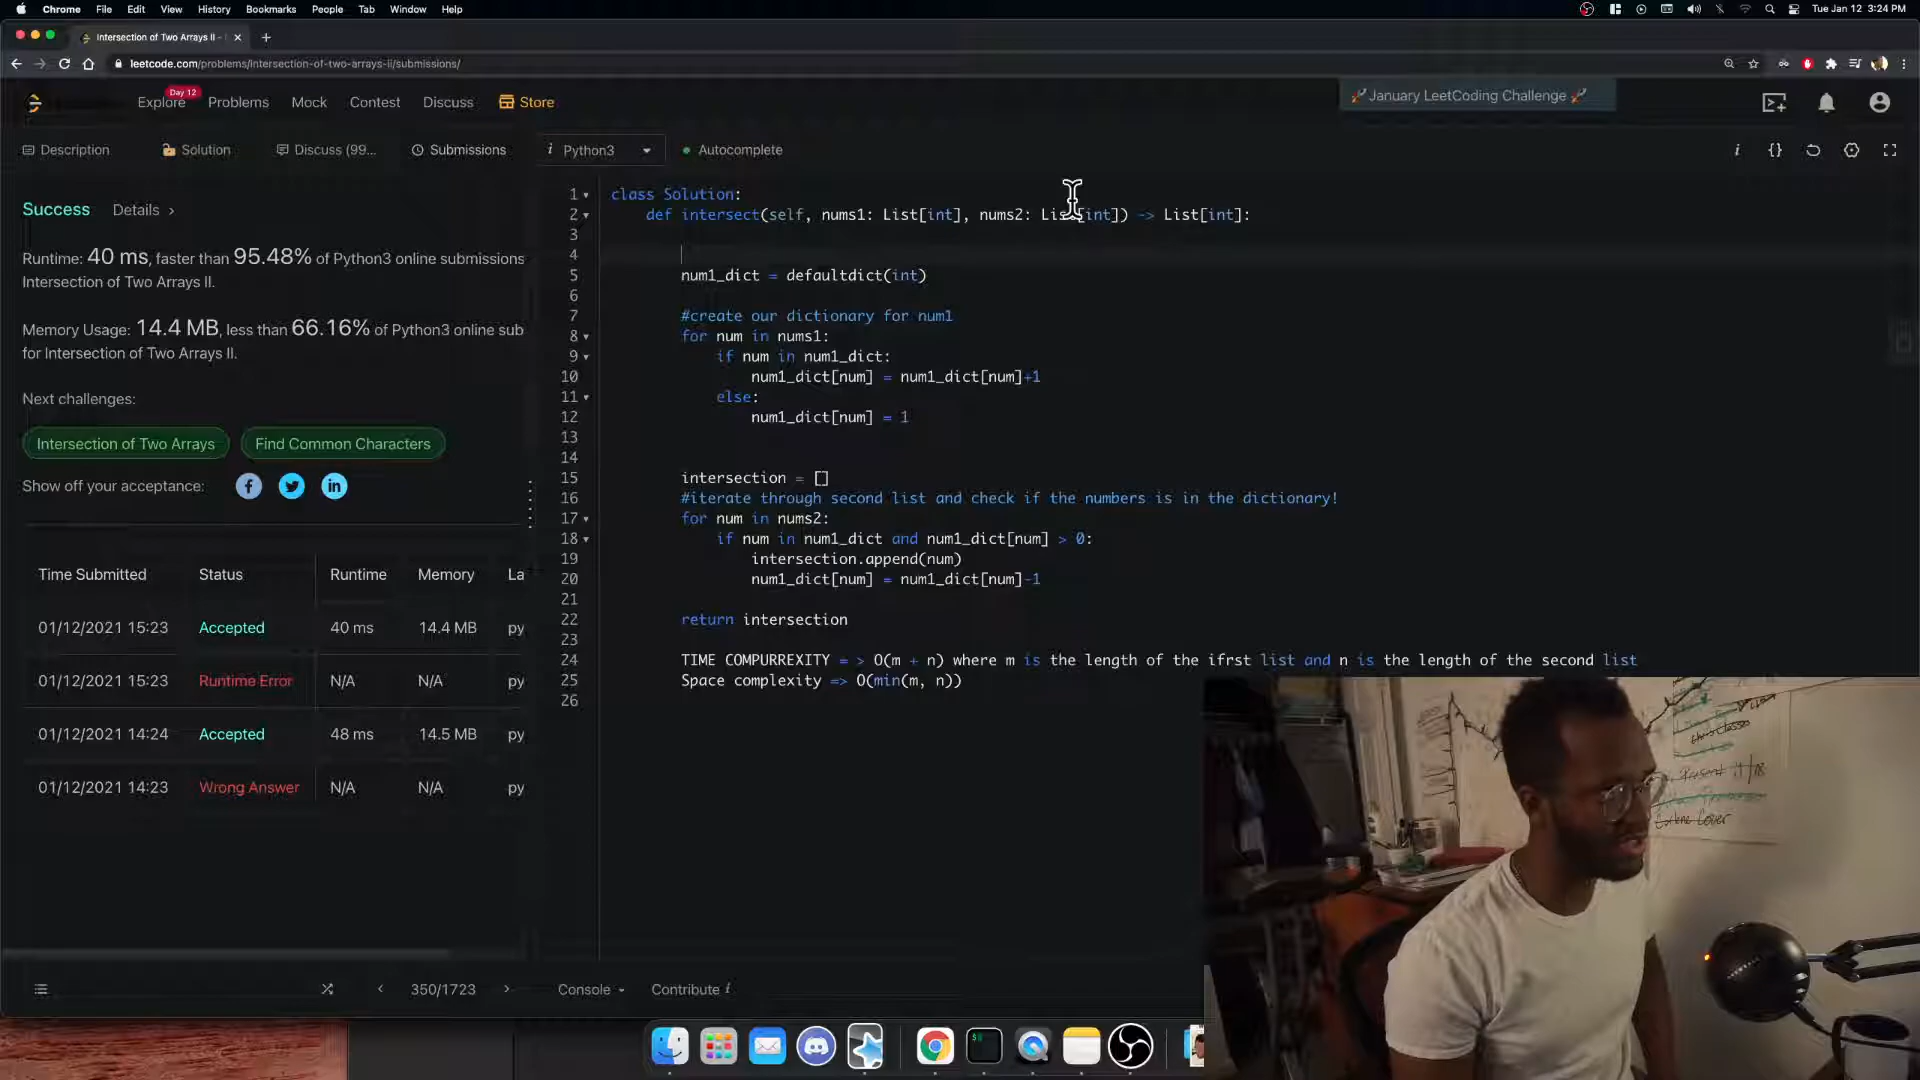 Chrome File Edit View History Bookmarks People Tab Window Help Tue Jan 12 3:24 PM
Intersection of Two Arrays II -
leetcode.com/problems/intersection-of-two-arrays-ii/submissions/
Explore Day 12 Problems Mock Contest Discuss Store January LeetCoding Challenge
Description Solution Discuss (99... Submissions i Python3 Autocomplete
Success Details >
Runtime: 40 ms, faster than 95.48% of Python3 online submissions
Intersection of Two Arrays II.
Memory Usage: 14.4 MB, less than 66.16% of Python3 online sub
for Intersection of Two Arrays II.
Next challenges:
Intersection of Two Arrays Find Common Characters
Show off your acceptance:
Time Submitted Status Runtime Memory La
01/12/2021 15:23 Accepted 40 ms 14.4 MB py
01/12/2021 15:23 Runtime Error N/A N/A py
01/12/2021 14:24 Accepted 48 ms 14.5 MB py
01/12/2021 14:23 Wrong Answer N/A N/A py
1 class Solution:
2 def intersect(self, nums1: List[int], nums2: List[int]) -> List[int]:
3
4
5 num1_dict = defaultdict(int)
6
7 #create our dictionary for num1
8 for num in nums1:
9 if num in num1_dict:
10 num1_dict[num] = num1_dict[num]+1
11 else:
12 num1_dict[num] = 1
13
14
15 intersection = []
16 #iterate through second list and check if the numbers is in the dictionary!
17 for num in nums2:
18 if num in num1_dict and num1_dict[num] > 0:
19 intersection.append(num)
20 num1_dict[num] = num1_dict[num]-1
21
22 return intersection
23
24 TIME COMPURREXITY = > O(m + n) where m is the length of the ifrst list and n is the length of the second list
25 Space complexity => O(min(m, n))
26
350/1723 Console Contribute i